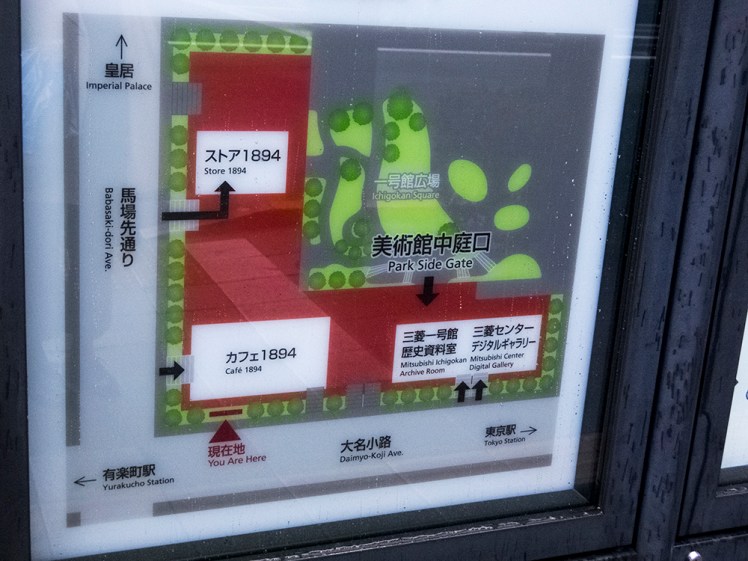 皇居
Imperial Palace
ストア1894
Store 1894
馬場先通り
Babasaki-dori Ave.
一号館広場
Ichigokan Square
美術館中庭口
Park Side Gate
カフェ1894
Café 1894
三菱一号館
歴史資料室
Mitsubishi Ichigokan
Archive Room
三菱センター
デジタルギャラリー
Mitsubishi Center
Digital Gallery
現在地
You Are Here
大名小路
Daimyo-Koji Ave.
東京駅
Tokyo Station
有楽町駅
Yurakucho Station